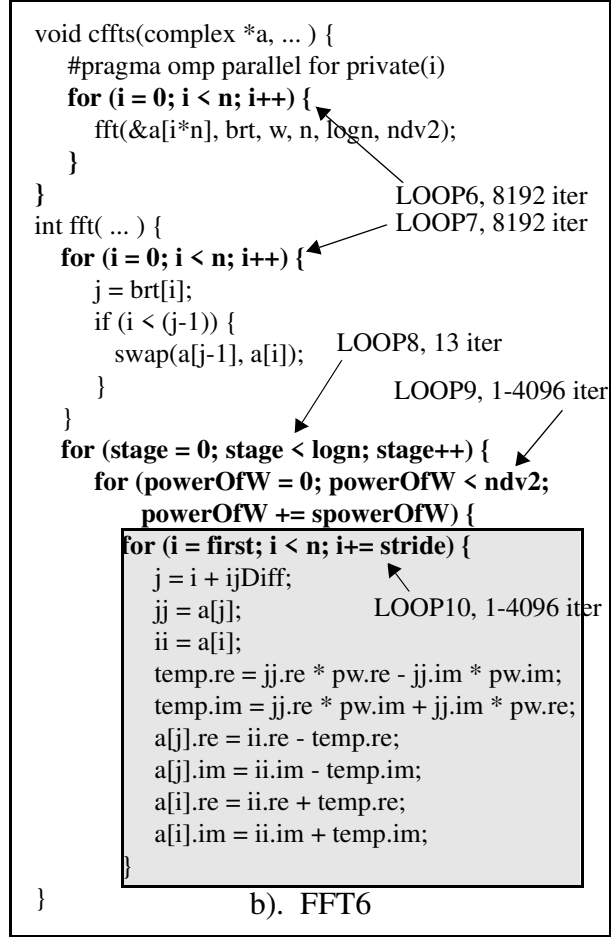 void cffts(complex *a, ... ) {
#pragma omp parallel for private(i)
for (i = 0; i < n; i++) {
fft(&a[i*n], brt, w, n, logn, ndv2);
}
}
LOOP6, 8192 iter
int fft( ... ) {
LOOP7, 8192 iter
for (i = 0; i < n; i++) {
j = brt[i];
if (i < (j-1)) {
swap(a[j-1], a[i]);
LOOP8, 13 iter
}
LOOP9, 1-4096 iter
}
for (stage = 0; stage < logn; stage++) {
for (powerOfW = 0; powerOfW < ndv2;
powerOfW += spowerOfW) {
for (i = first; i < n; i+= stride) {
j = i + ijDiff;
jj = a[j];
LOOP10, 1-4096 iter
ii = a[i];
temp.re = jj.re * pw.re - jj.im * pw.im;
temp.im = jj.re * pw.im + jj.im * pw.re;
a[j].re = ii.re - temp.re;
a[j].im = ii.im - temp.im;
a[i].re = ii.re + temp.re;
a[i].im = ii.im + temp.im;
}
}
b). FFT6